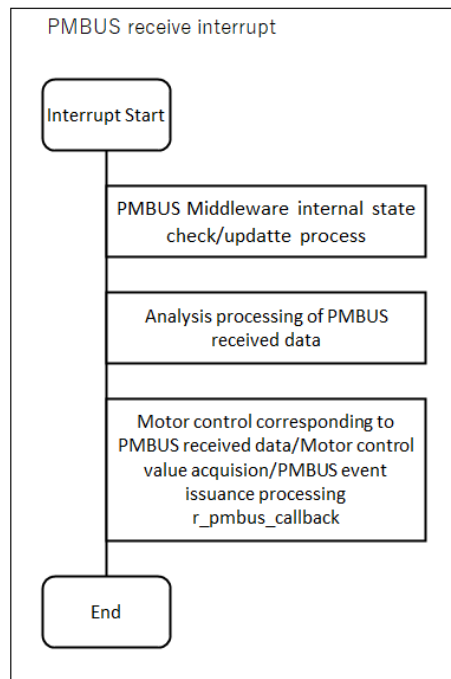 PMBUS receive interrupt
Interrupt Start
PMBUS Middleware internal state
check/updatte process
Analysis processing of PMBUS
received data
Motor control corresponding to
PMBUS received data/Motor control
value acquision/PMBUS event
issuance processing
r_pmbus_callback
End